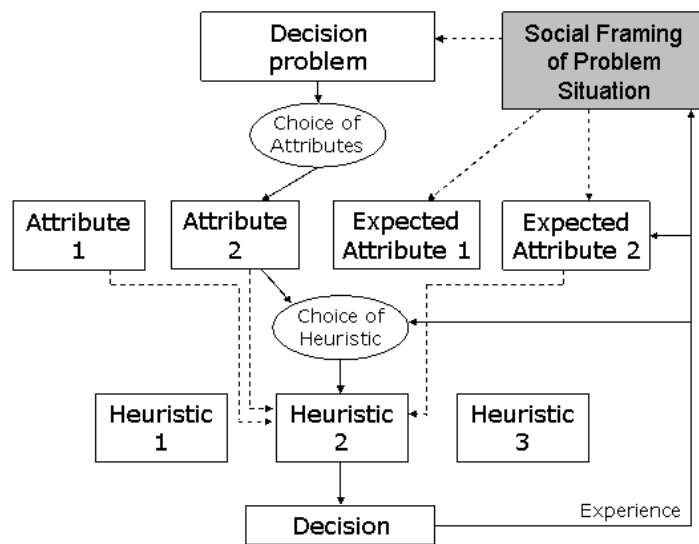 Decision
problem
Social Framing
of Problem
Situation
Choice of
Attributes
Attribute
1
Attribute
2
Expected
Attribute 1
Expected
Attribute 2
Choice of
Heuristic
Heuristic
1
Heuristic
2
Heuristic
3
Decision
Experience